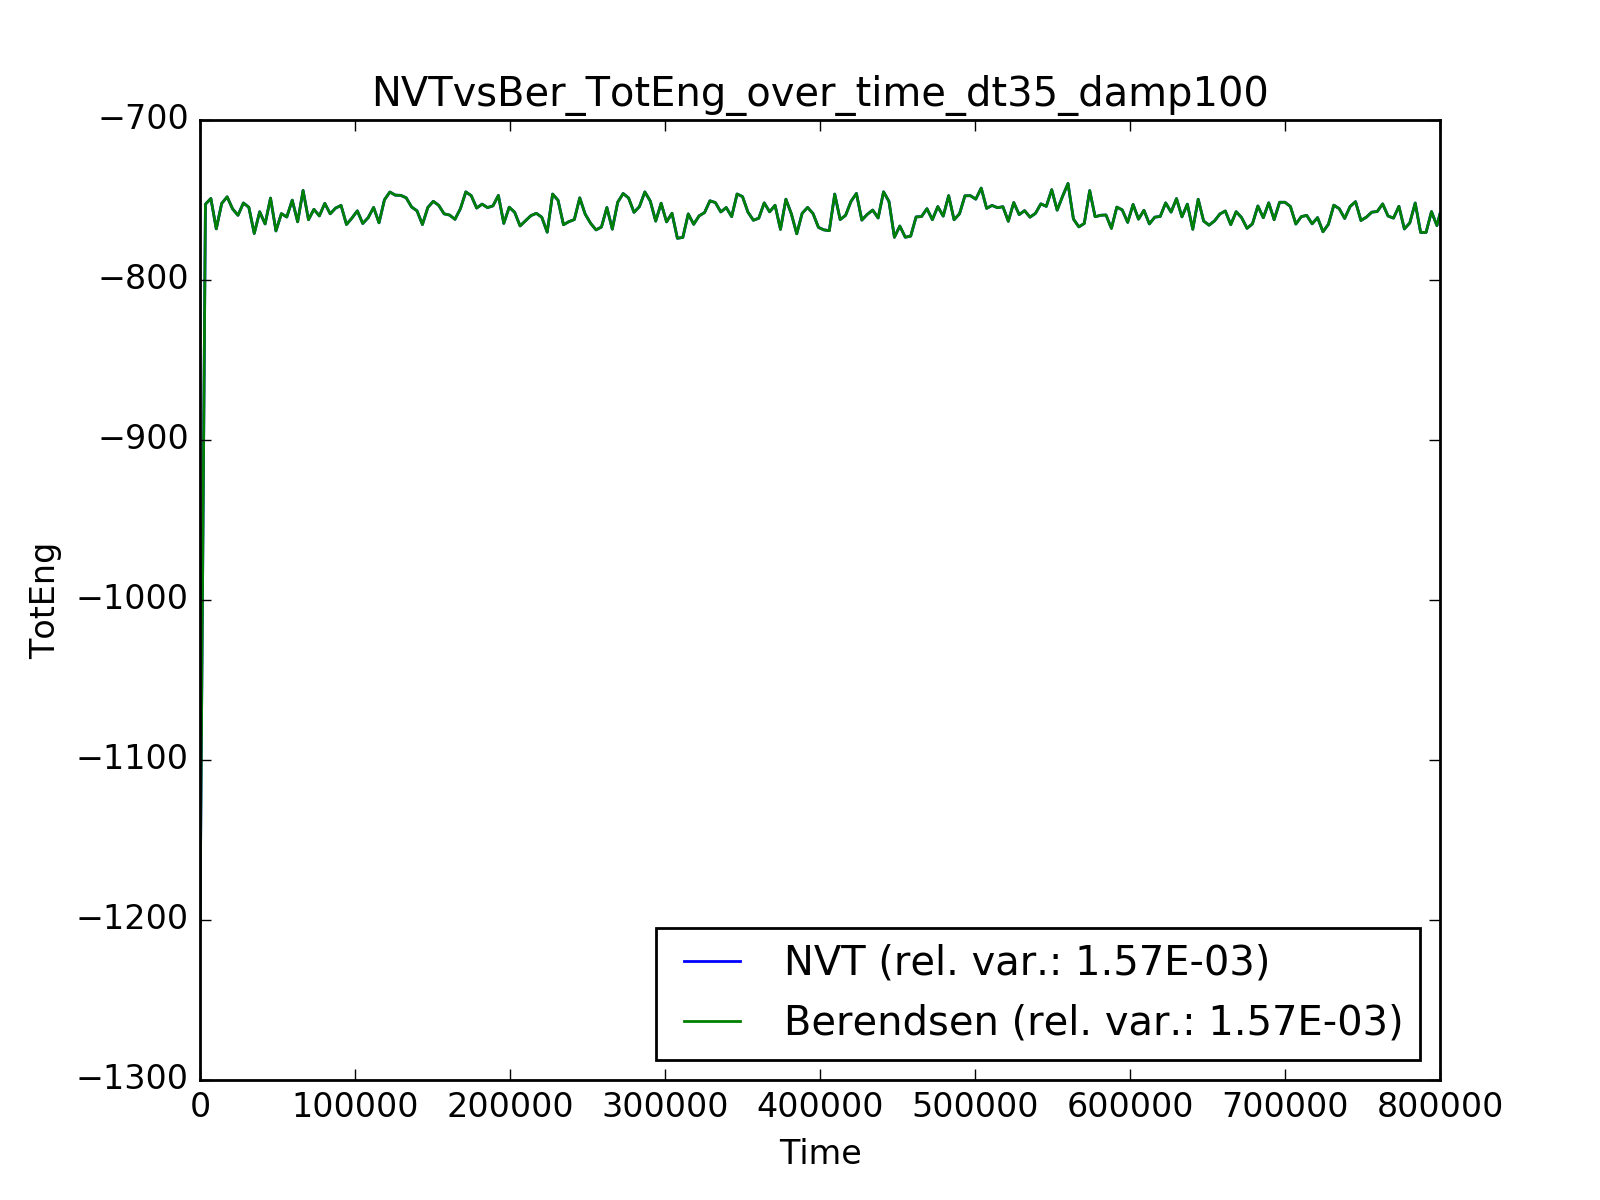 NVTvsBer_TotEng_over_time_dt35_damp100
−700
−800
−900
−1000
−1100
−1200
−1300
TotEng
NVT (rel. var.: 1.57E-03)
Berendsen (rel. var.: 1.57E-03)
0 100000 200000 300000 400000 500000 600000 700000 800000
Time